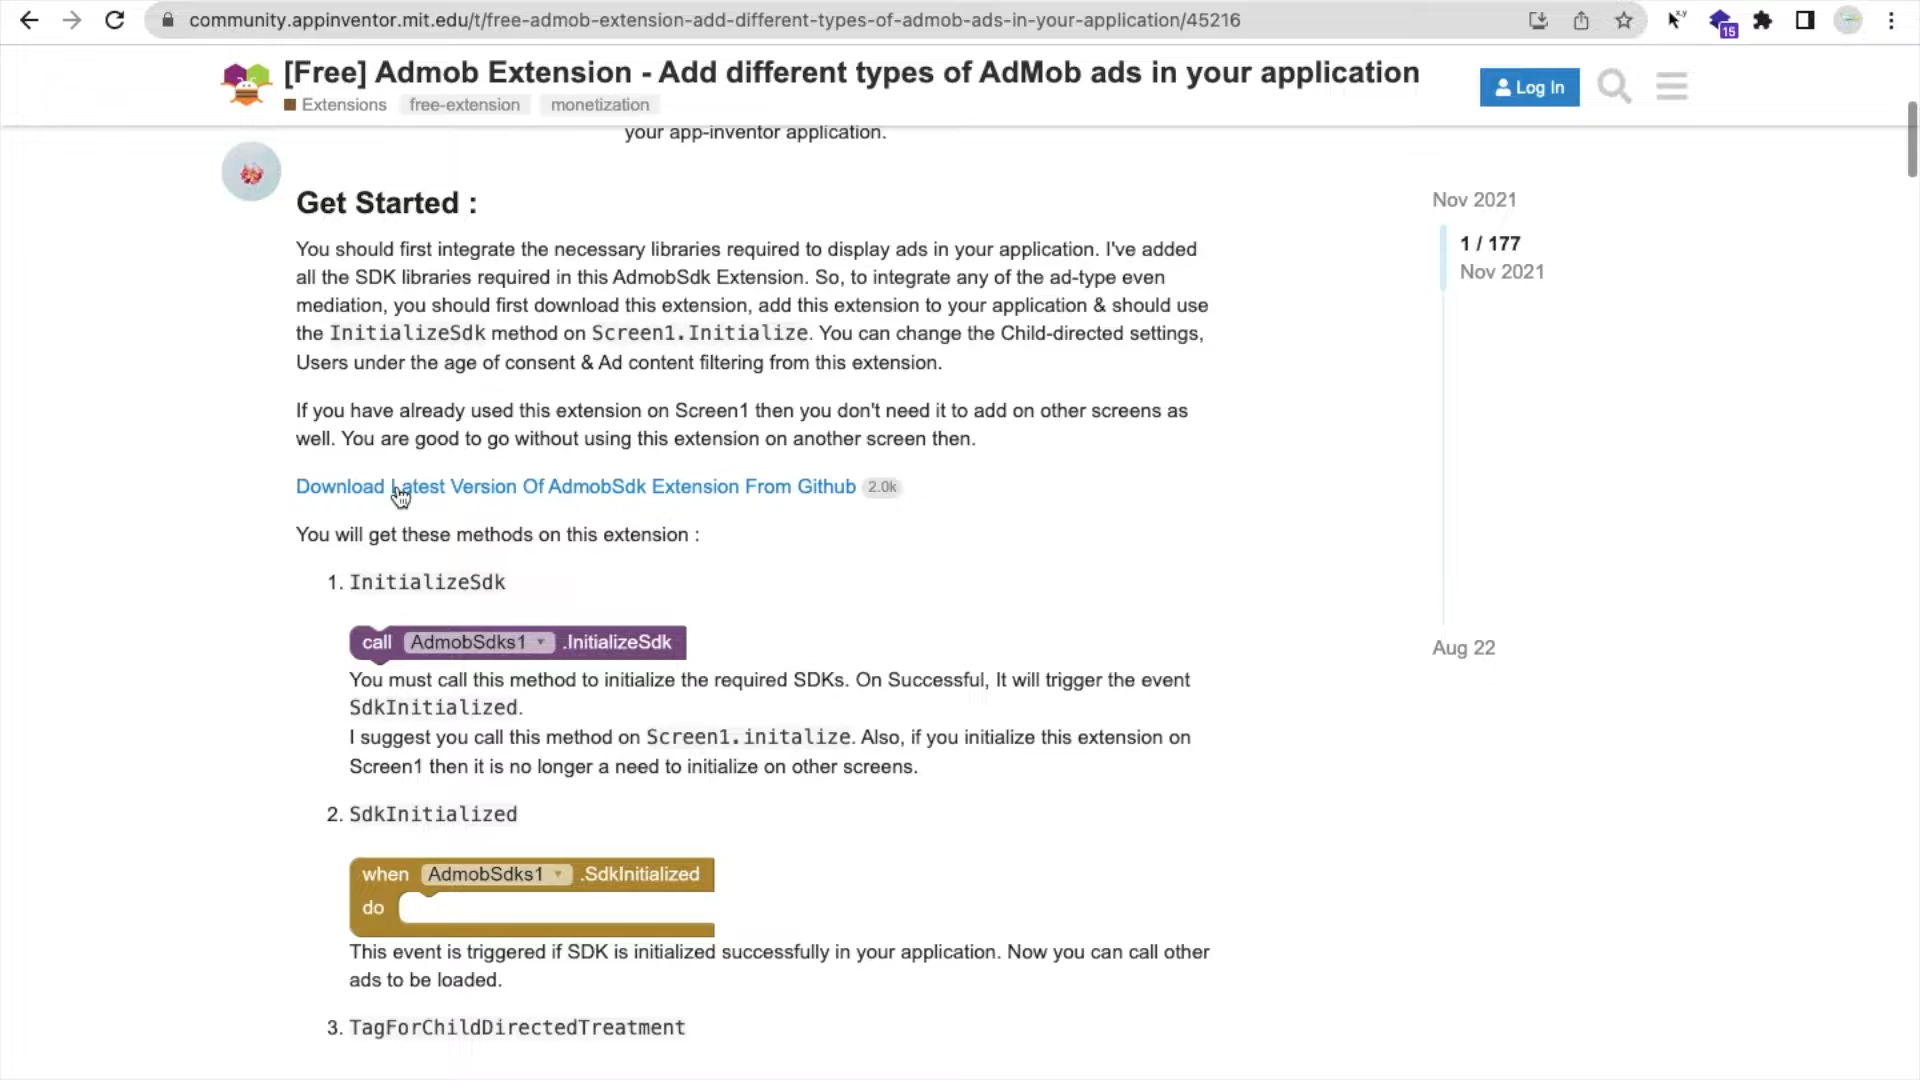 community.appinventor.mit.edu/t/free-admob-extension-add-different-types-of-admob-ads-in-your-application/45216
15
[Free] Admob Extension - Add different types of AdMob ads in your application
Extensions free-extension monetization
Log In
your app-inventor application.
Get Started :
You should first integrate the necessary libraries required to display ads in your application. I've added
all the SDK libraries required in this AdmobSdk Extension. So, to integrate any of the ad-type even
mediation, you should first download this extension, add this extension to your application & should use
the InitializeSdk method on Screen1.Initialize. You can change the Child-directed settings,
Users under the age of consent & Ad content filtering from this extension.
If you have already used this extension on Screen1 then you don't need it to add on other screens as
well. You are good to go without using this extension on another screen then.
Download Latest Version Of AdmobSdk Extension From Github 2.0k
You will get these methods on this extension :
1. InitializeSdk
call AdmobSdks1 .InitializeSdk
You must call this method to initialize the required SDKs. On Successful, It will trigger the event
SdkInitialized.
I suggest you call this method on Screen1.initalize. Also, if you initialize this extension on
Screen1 then it is no longer a need to initialize on other screens.
2. SdkInitialized
when AdmobSdks1 .SdkInitialized
do
This event is triggered if SDK is initialized successfully in your application. Now you can call other
ads to be loaded.
3. TagForChildDirectedTreatment
Nov 2021
1 / 177
Nov 2021
Aug 22